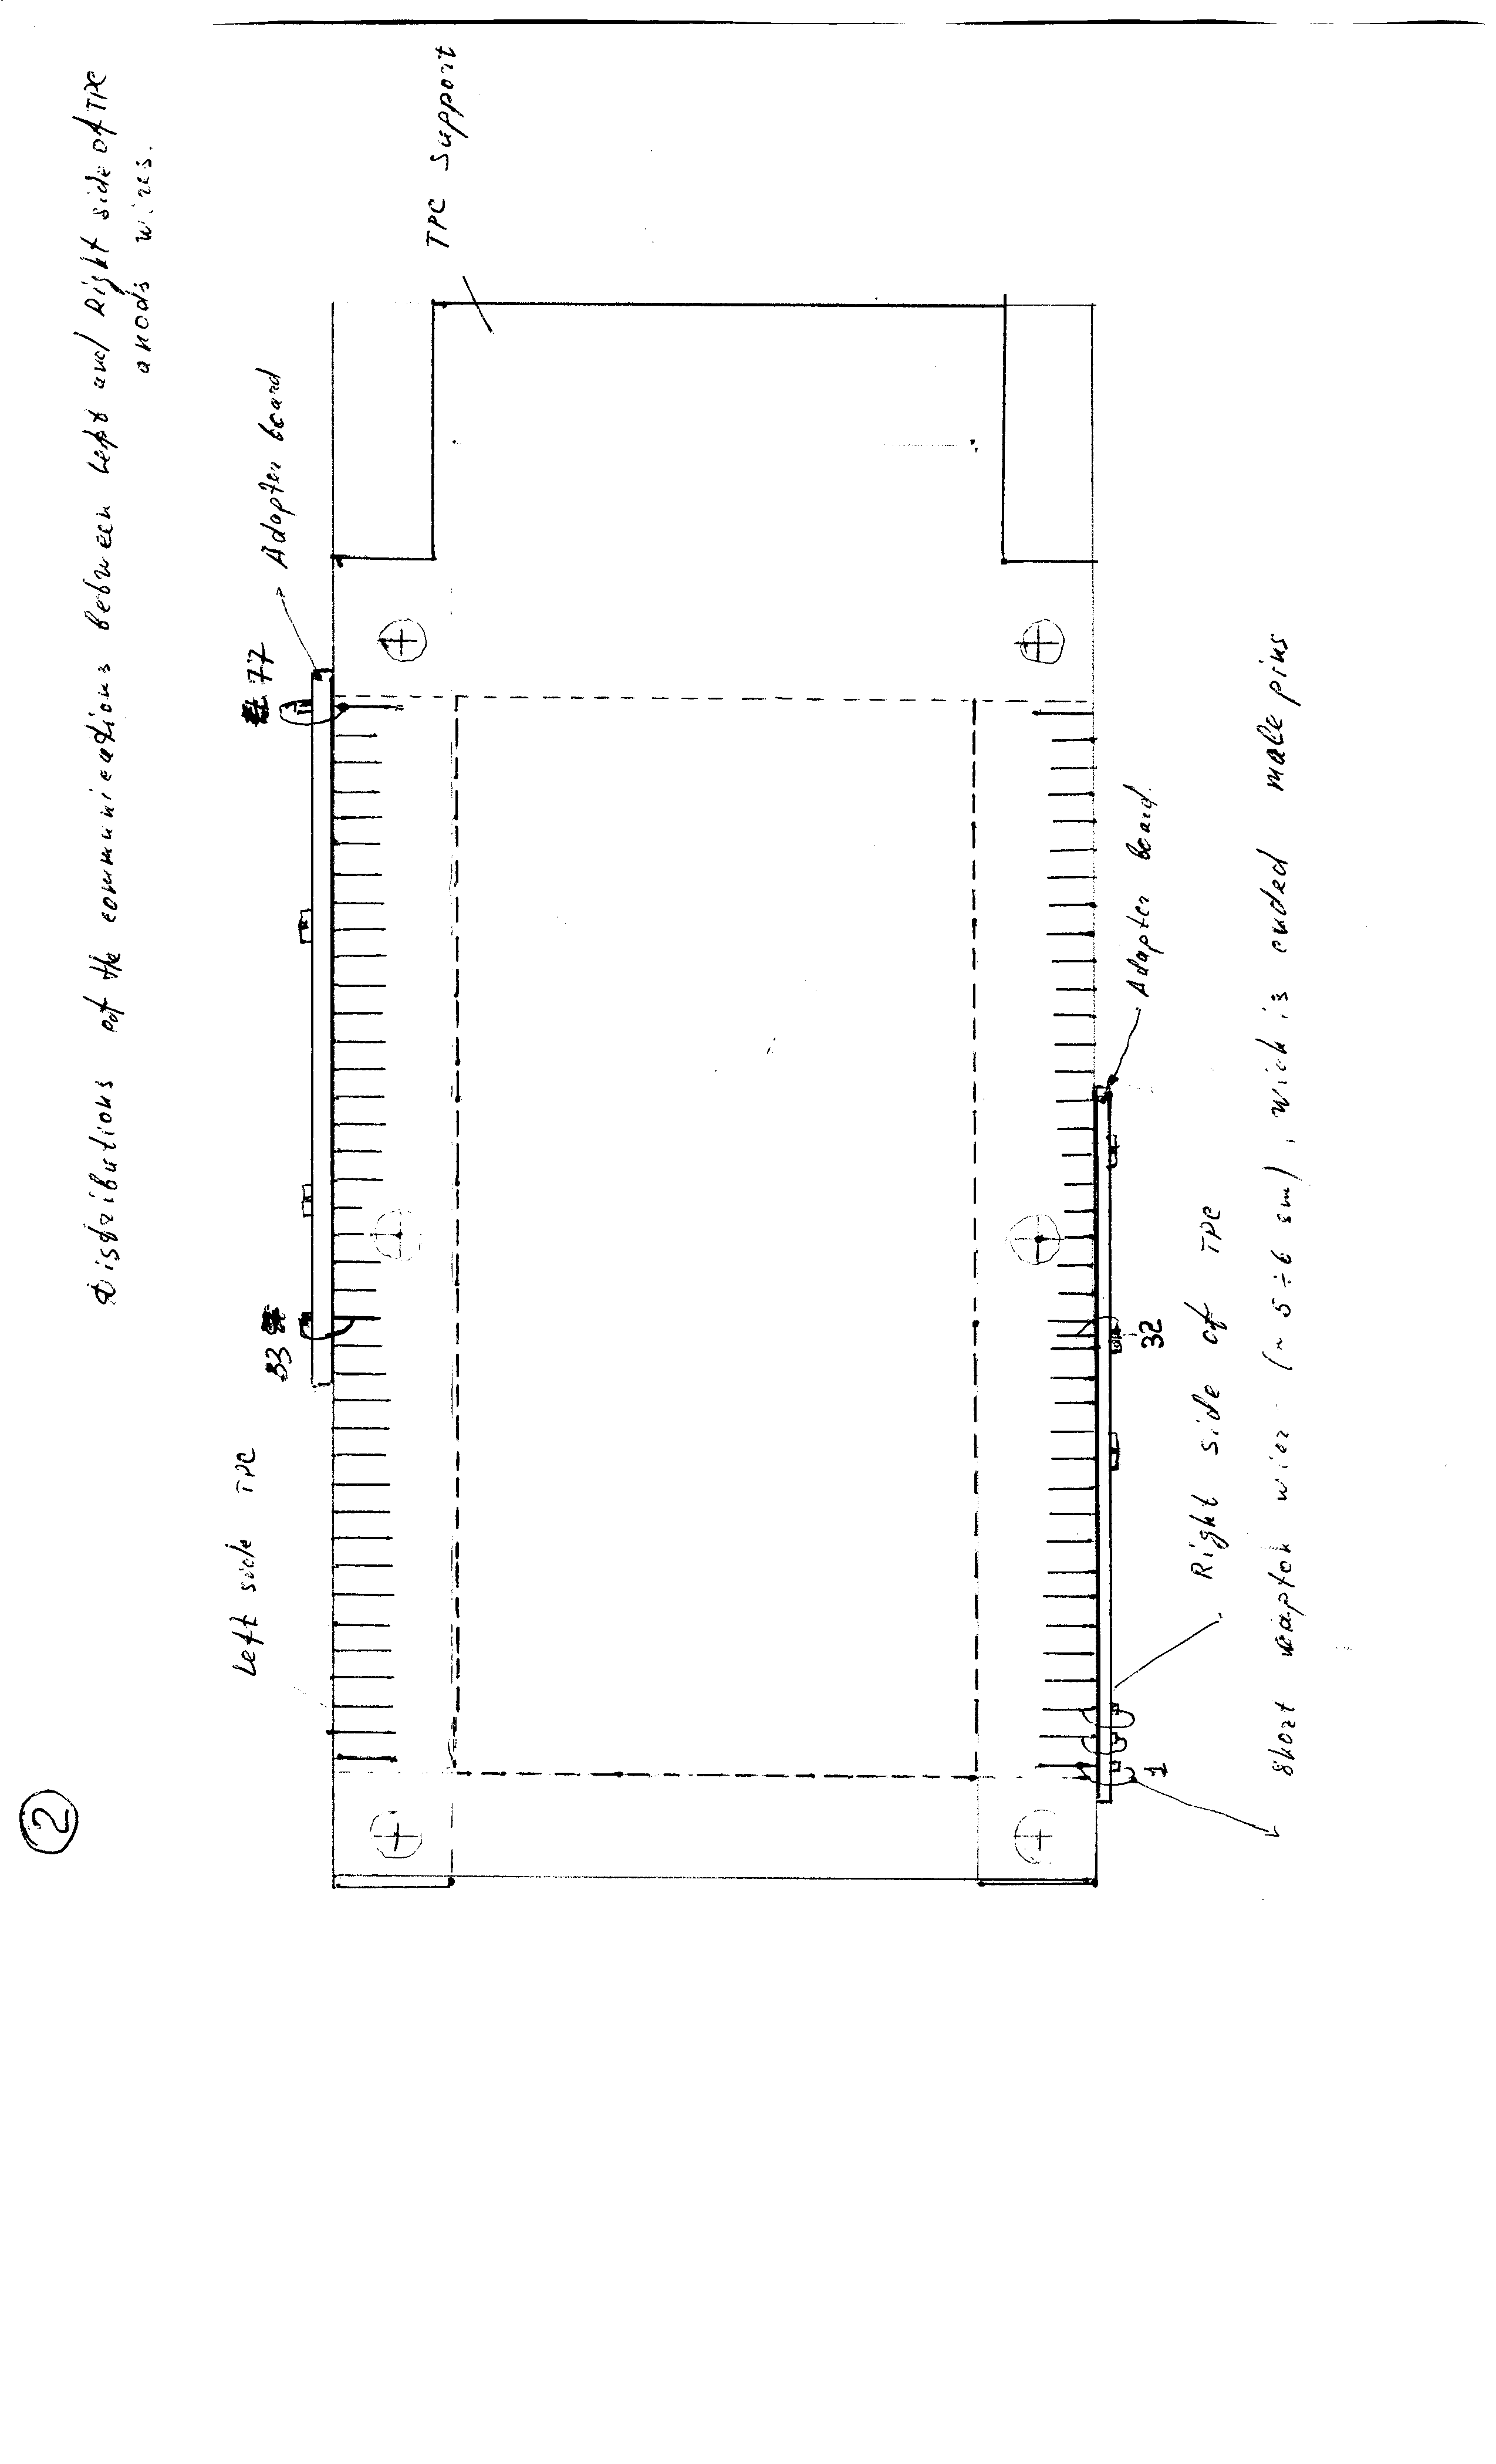 2
Distributions of the communications between Left and Right side of TPC
anods wires.
Left side TPC
33
77
Adapter board
TPC Support
1
32
Adapter board.
Right side of TPC
Short wier (~ 5÷6 sm), wich is ended male pins